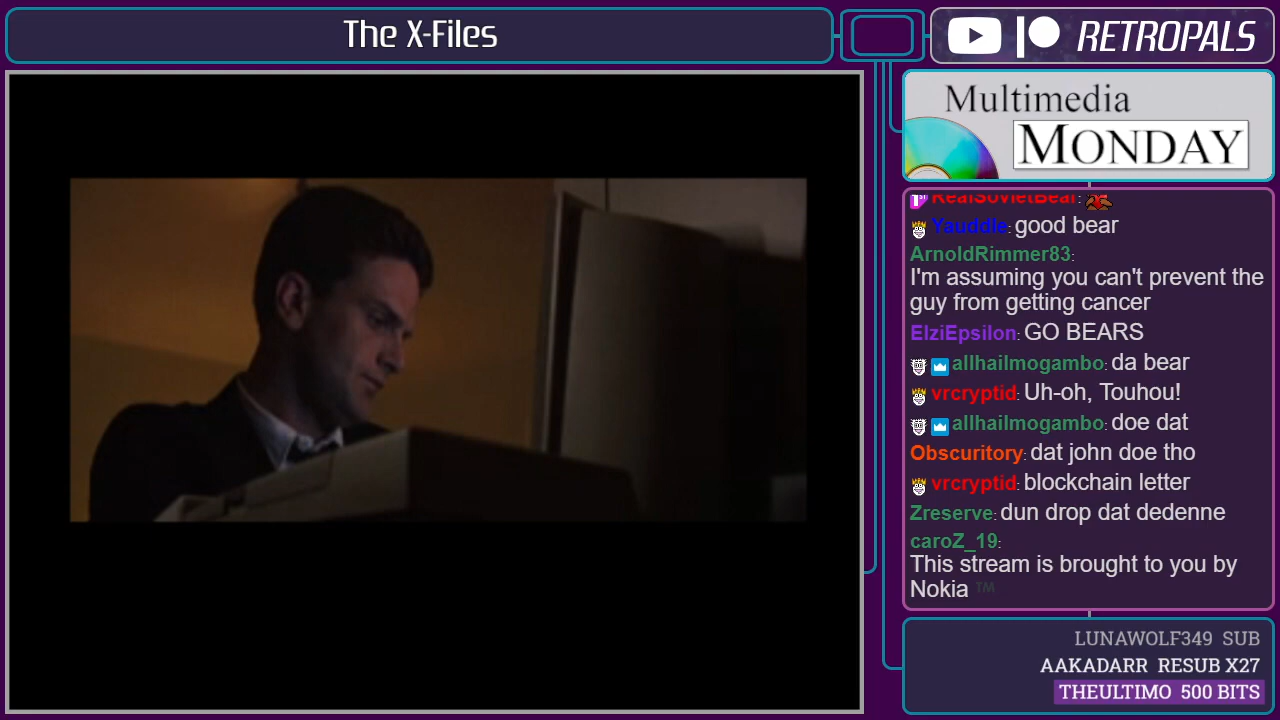 The X-Files
RETROPALS
Multimedia
MONDAY
RealSovietBear:
Yauddle: good bear
ArnoldRimmer83:
I'm assuming you can't prevent the
guy from getting cancer
ElziEpsilon: GO BEARS
allhailmogambo: da bear
vrcryptid: Uh-oh, Touhou!
allhailmogambo: doe dat
Obscuritory: dat john doe tho
vrcryptid: blockchain letter
Zreserve: dun drop dat dedenne
caroZ_19:
This stream is brought to you by
Nokia ™
LUNAWOLF349 SUB
AAKADARR RESUB X27
THEULTIMO 500 BITS